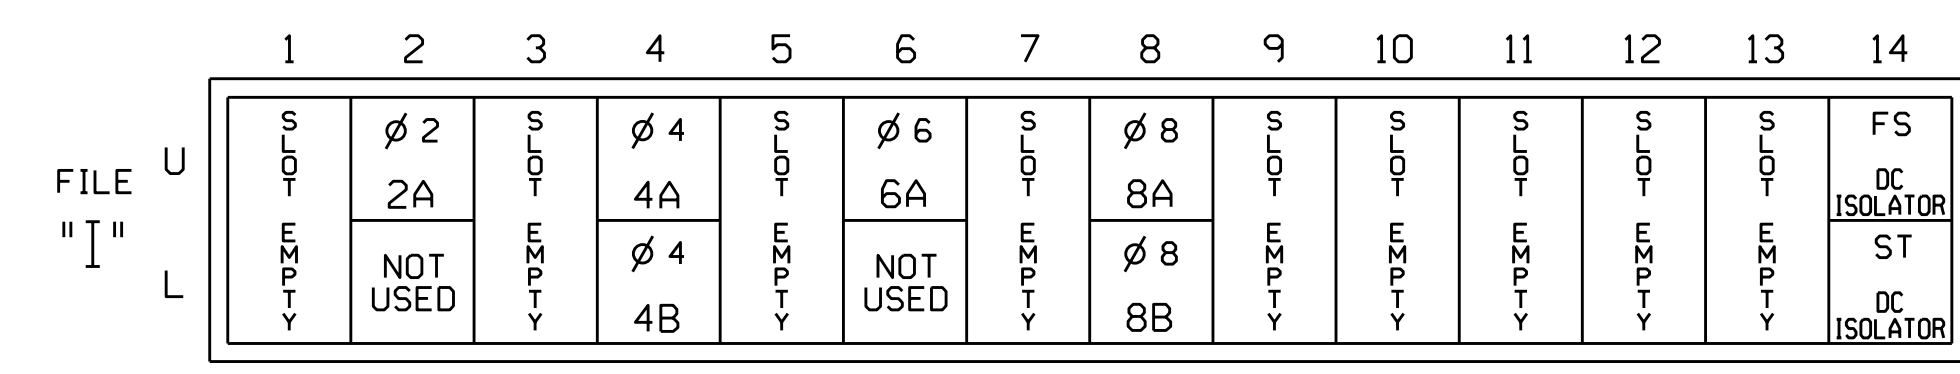 1 2 3 4 5 6 7 8 9 10 11 12 13 14
FILE
"I"
U
L
SLOT EMPTY
Ø 2
2A
NOT
USED
SLOT EMPTY
Ø 4
4A
Ø 4
4B
SLOT EMPTY
Ø 6
6A
NOT
USED
SLOT EMPTY
Ø 8
8A
Ø 8
8B
SLOT EMPTY
SLOT EMPTY
SLOT EMPTY
SLOT EMPTY
SLOT EMPTY
FS
DC
ISOLATOR
ST
DC
ISOLATOR